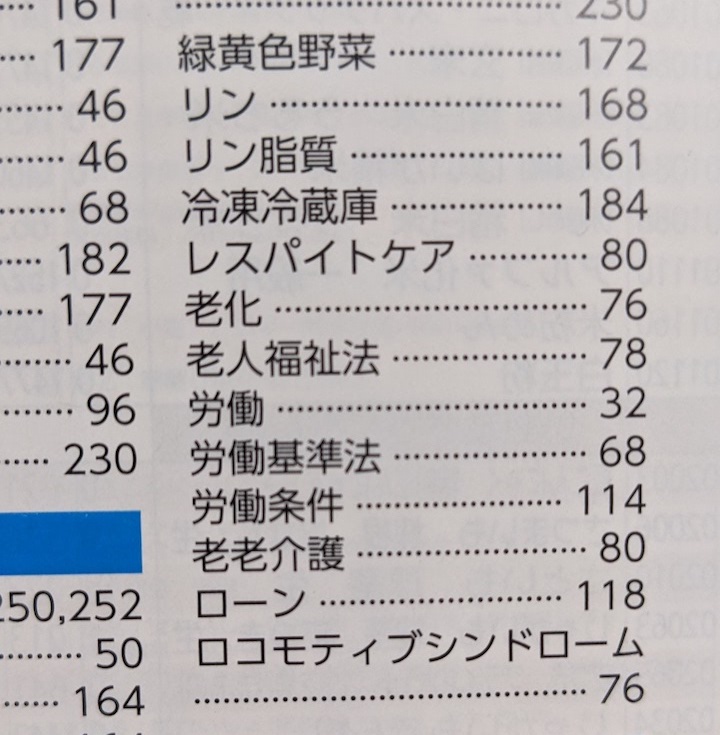 161
177
46
46
68
182
177
46
96
230
250,252
50
164
230
緑黄色野菜 172
リン 168
リン脂質 161
冷凍冷蔵庫 184
レスパイトケア 80
老化 76
老人福祉法 78
労働 32
労働基準法 68
労働条件 114
老老介護 80
ローン 118
ロコモティブシンドローム
76